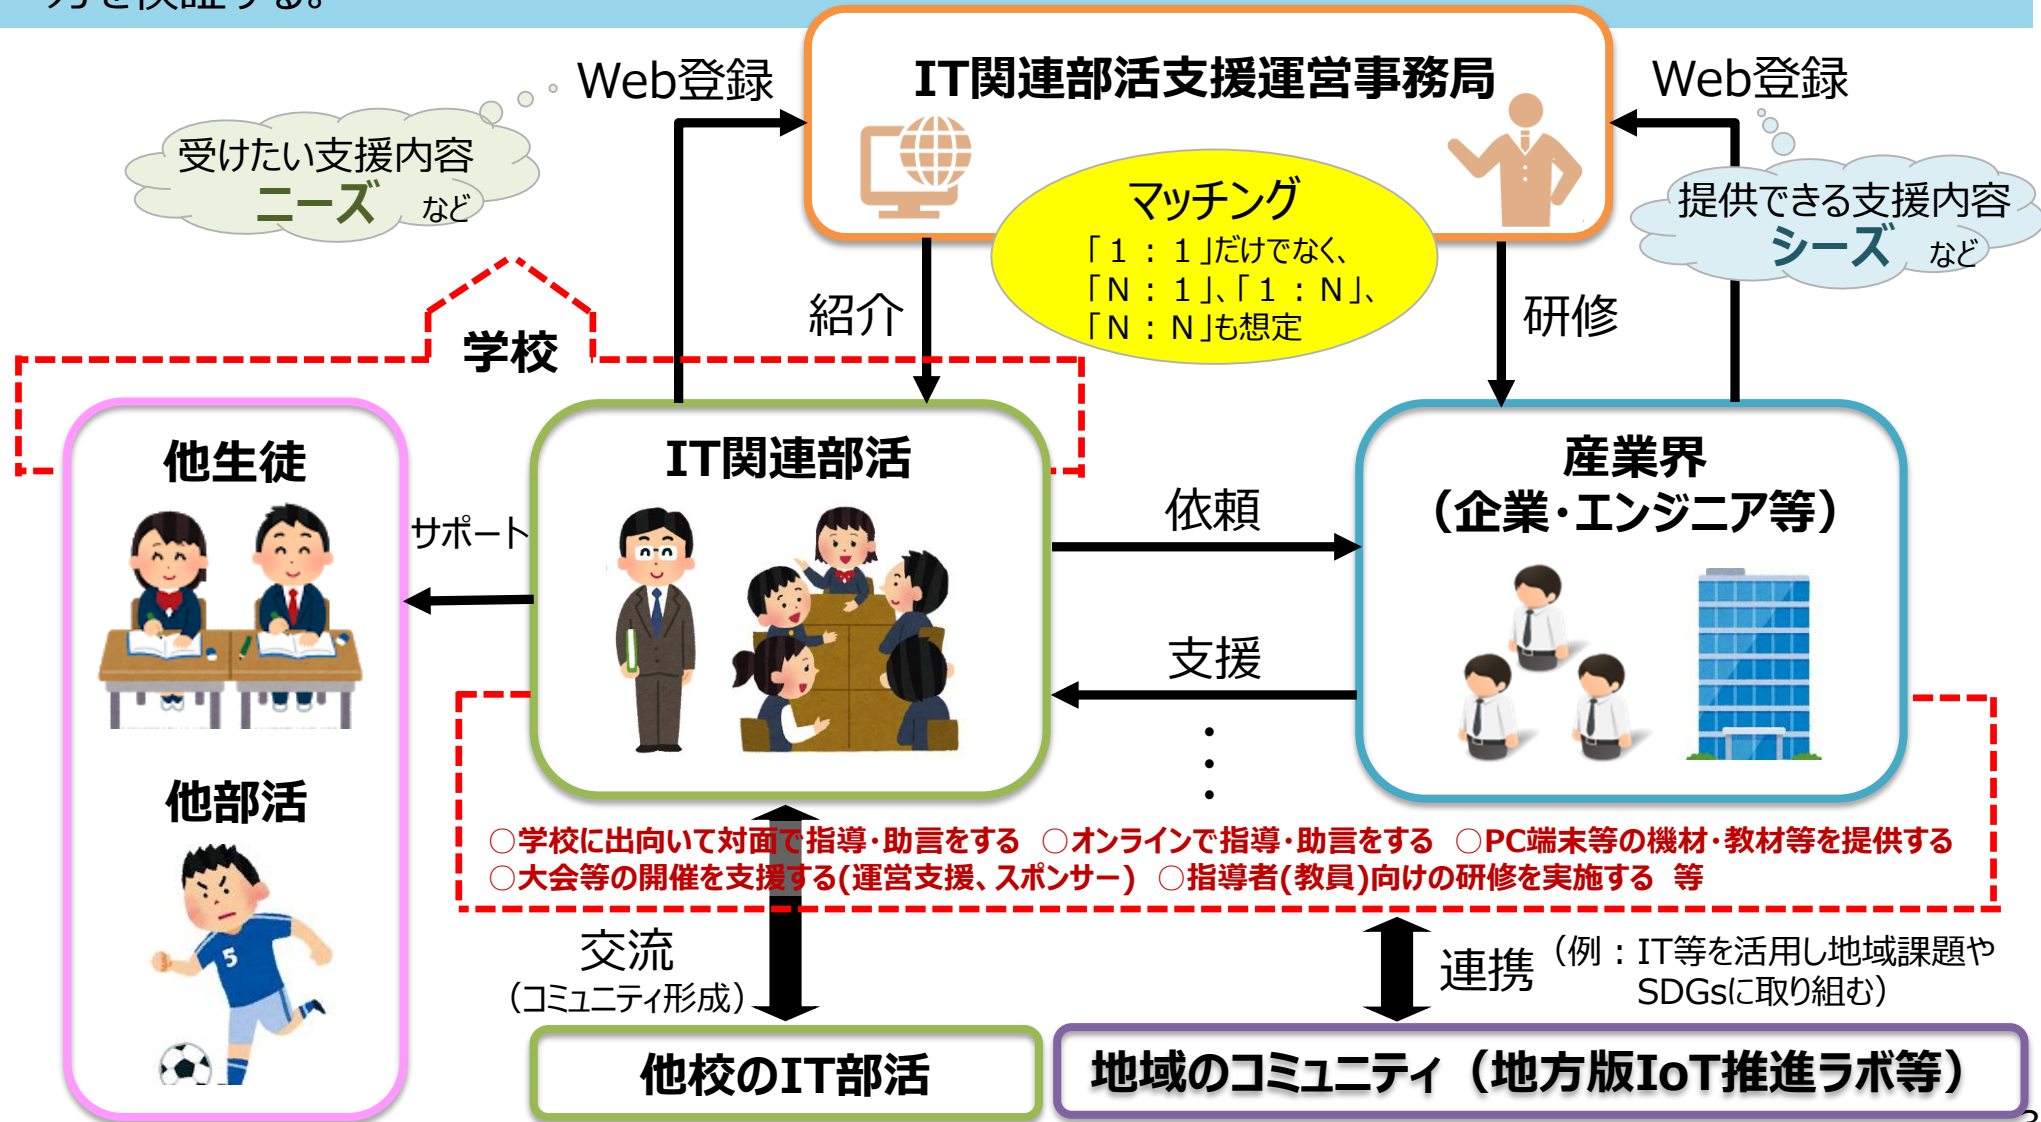 力を検証する。
IT関連部活支援運営事務局
Web登録
Web登録
受けたい支援内容
ニーズ など
提供できる支援内容
シーズ など
マッチング
「１：１」だけでなく、
「Ｎ：１」、「１：Ｎ」、
「Ｎ：Ｎ」も想定
紹介
研修
学校
他生徒
IT関連部活
産業界
（企業・エンジニア等）
サポート
依頼
支援
・
・
・
他部活
5
○学校に出向いて対面で指導・助言をする ○オンラインで指導・助言をする ○PC端末等の機材・教材等を提供する
○大会等の開催を支援する(運営支援、スポンサー) ○指導者(教員)向けの研修を実施する 等
交流
（コミュニティ形成）
連携
（例：IT等を活用し地域課題や
SDGsに取り組む）
他校のIT部活
地域のコミュニティ（地方版IoT推進ラボ等）